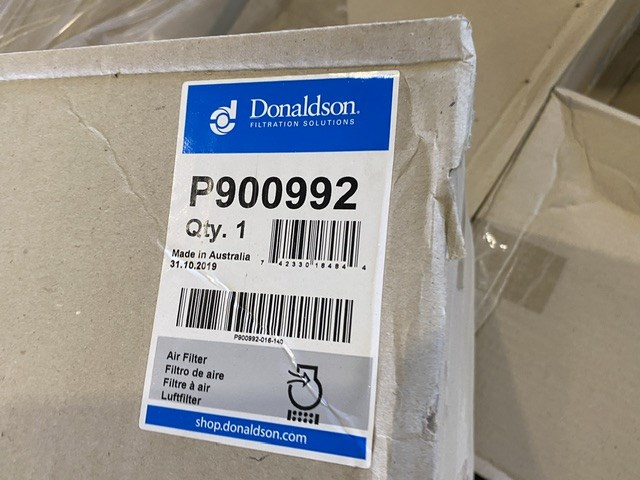 Donaldson.
FILTRATION SOLUTIONS
P900992
Qty. 1
Made in Australia
31.10.2019
7 42330 18484 4
P900992-016-140
Air Filter
Filtro de aire
Filtre à air
Luftfilter
shop.donaldson.com